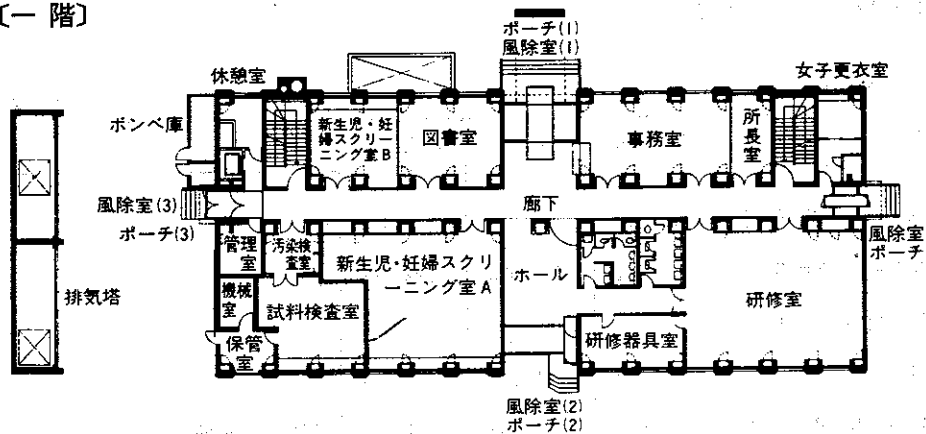 〔一 階〕
ポーチ(1)
風除室(1)
休憩室
女子更衣室
ボンベ庫
新生児・妊
婦スクリー
ニング室B
図書室
事務室
所長室
風除室(3)
ポーチ(3)
廊下
風除室
ポーチ
管理
室
汚染検
査室
新生児・妊婦スクリ
ーニング室A
ホール
研修室
排気塔
機械
室
試料検査室
保管
室
研修器具室
風除室(2)
ポーチ(2)